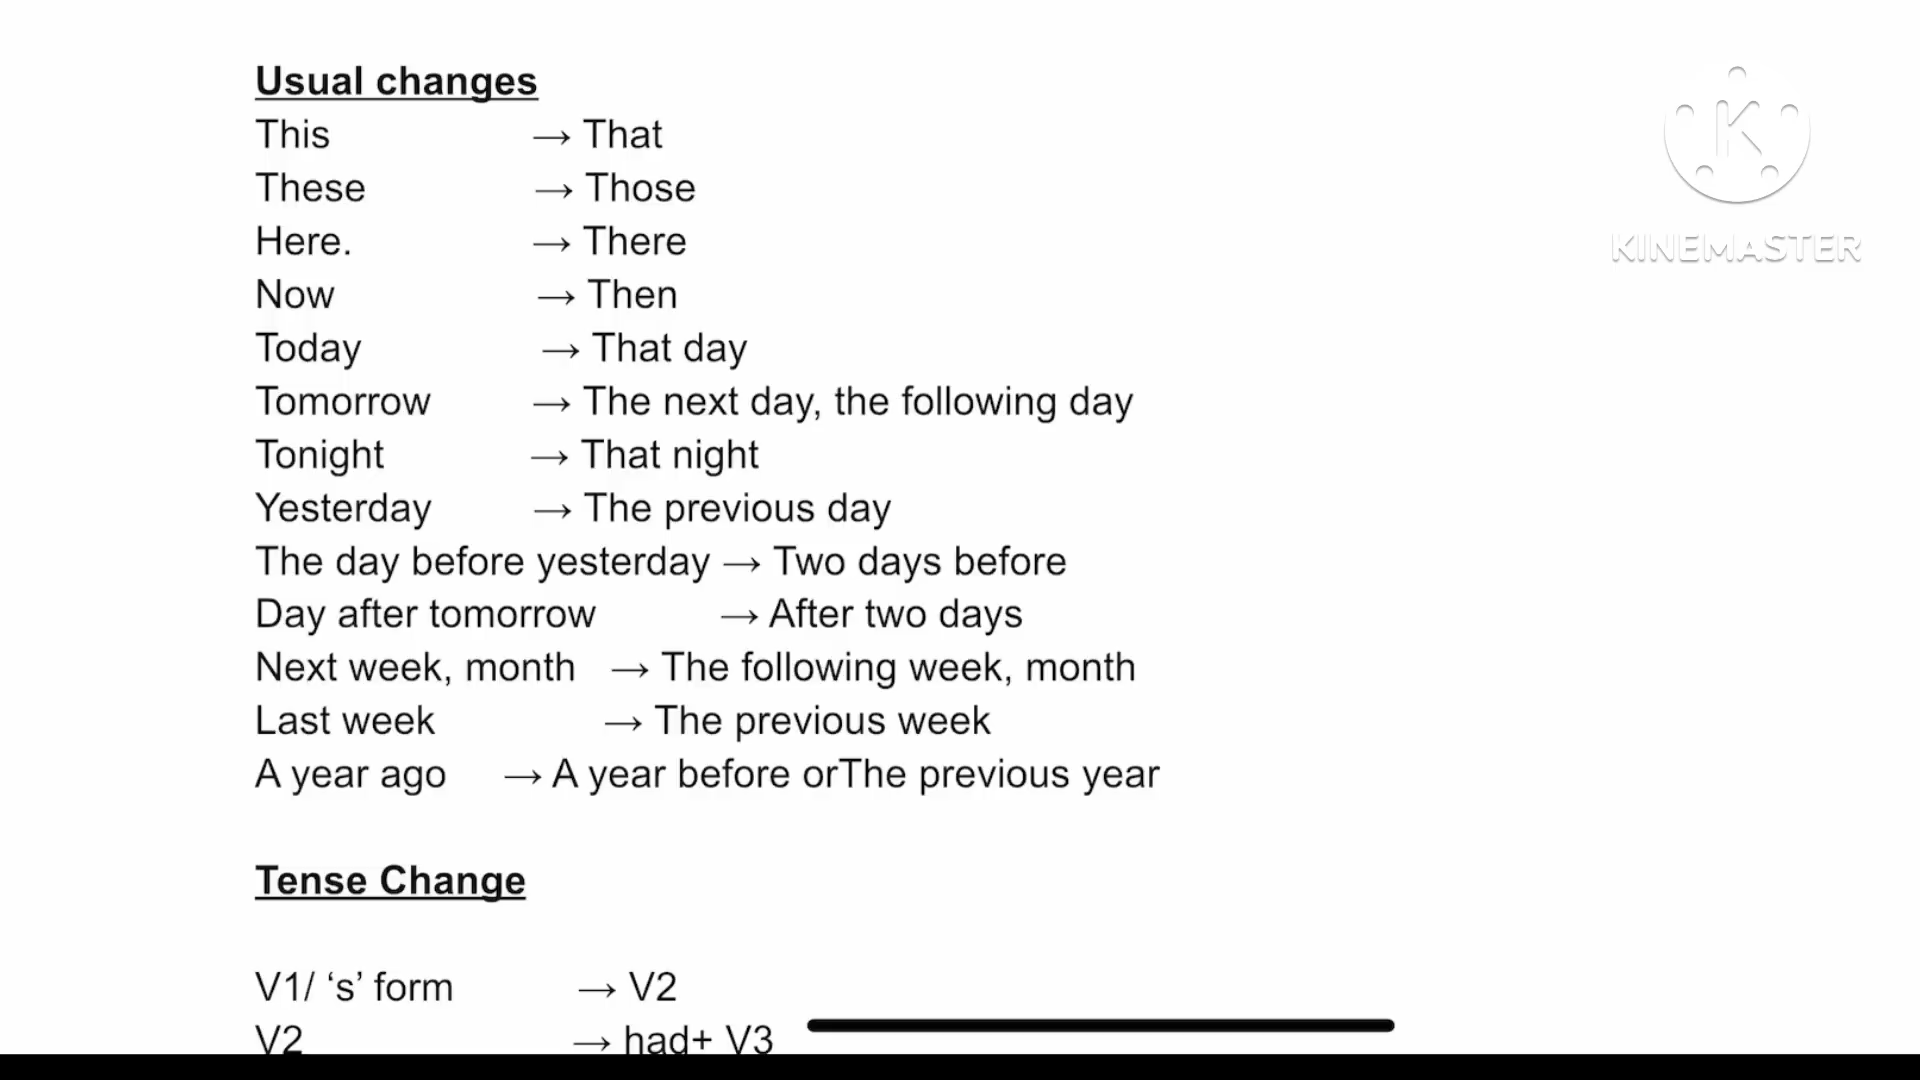 Usual changes
This → That
These → Those
Here. → There
Now → Then
Today → That day
Tomorrow → The next day, the following day
Tonight → That night
Yesterday → The previous day
The day before yesterday → Two days before
Day after tomorrow → After two days
Next week, month → The following week, month
Last week → The previous week
A year ago → A year before orThe previous year
Tense Change
V1/ ‘s’ form → V2
V2 → had+ V3
K
KINEMASTER